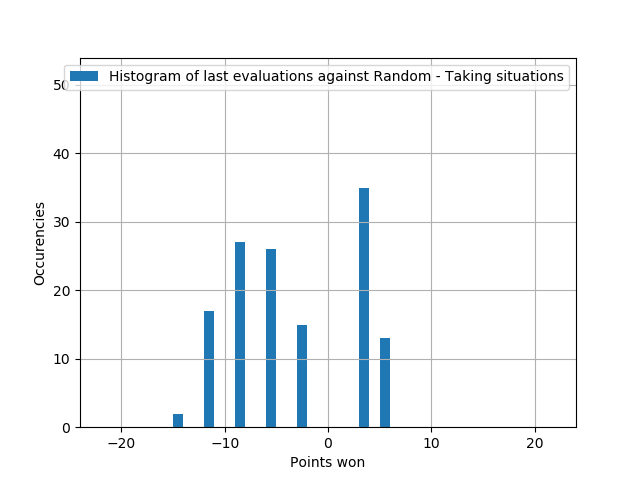 Histogram of last evaluations against Random - Taking situations
50
40
30
20
10
0
Occurencies
−20 −10 0 10 20
Points won